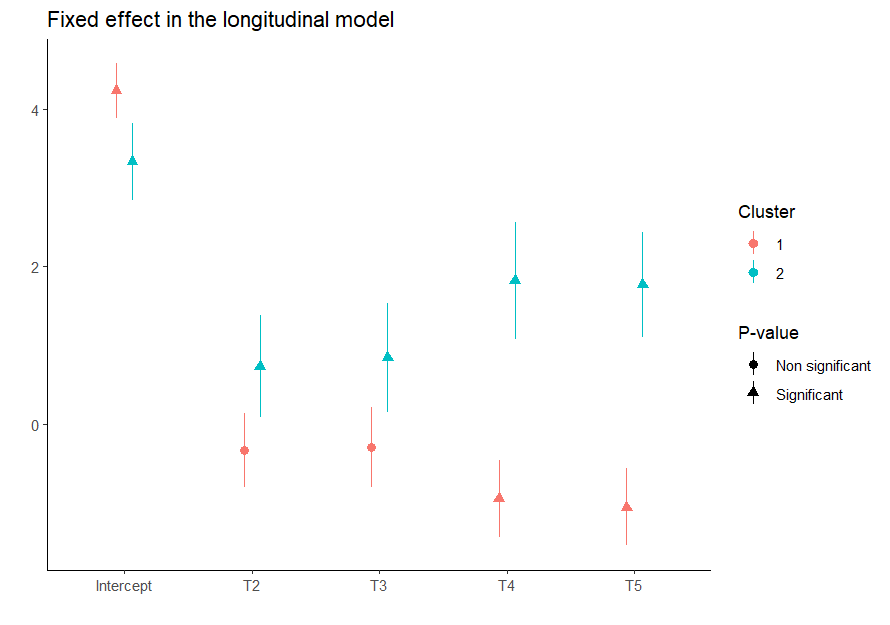 Fixed effect in the longitudinal model
4
2
0
Intercept
T2
T3
T4
T5
Cluster
1
2
P-value
Non significant
Significant